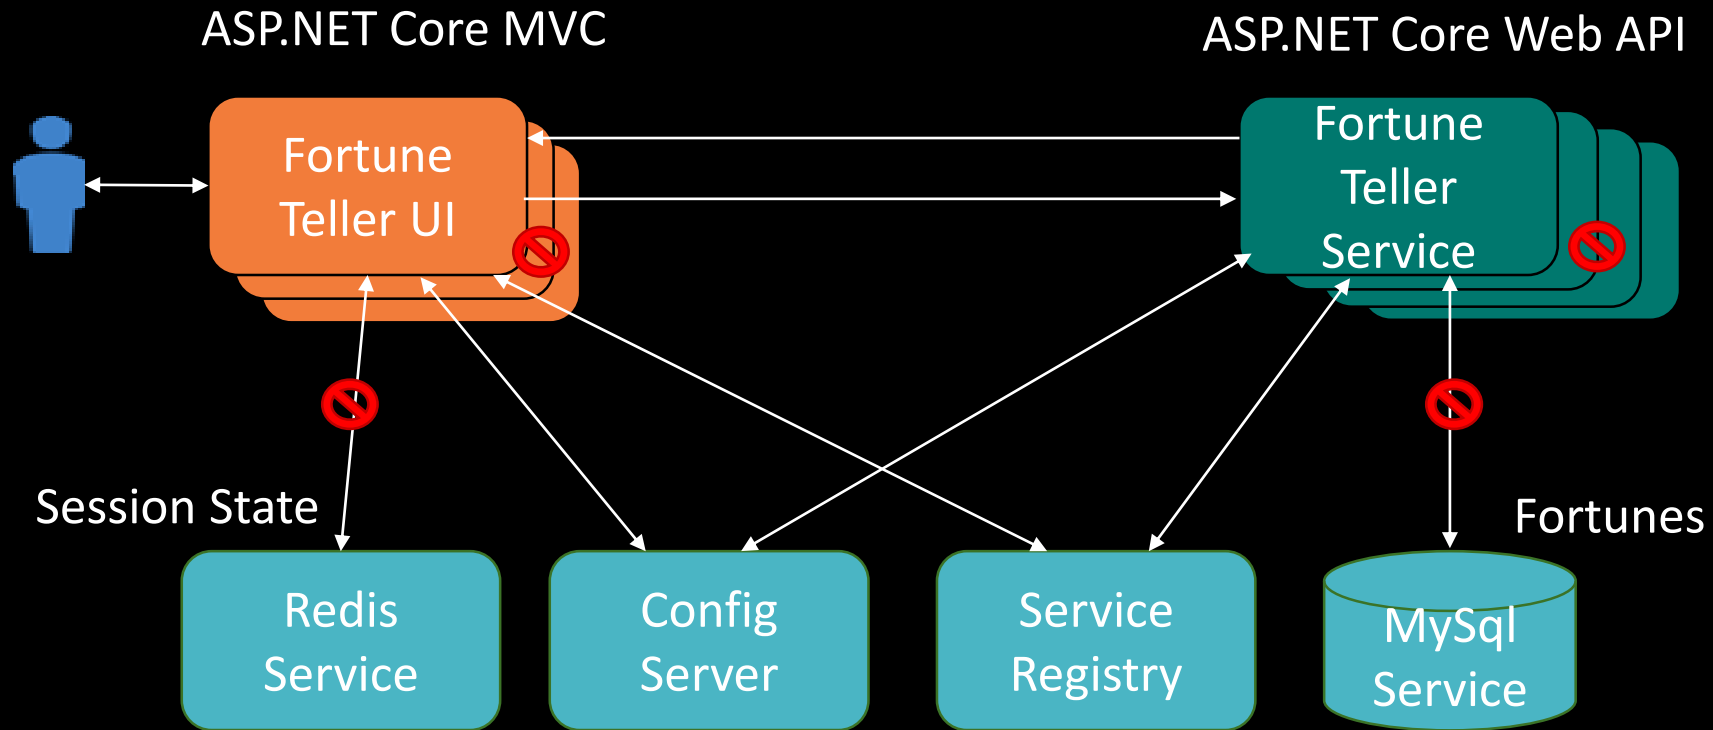 ASP.NET Core MVC
ASP.NET Core Web API
Fortune
Teller UI
Fortune
Teller
Service
Session State
Fortunes
Redis
Service
Config
Server
Service
Registry
MySql
Service